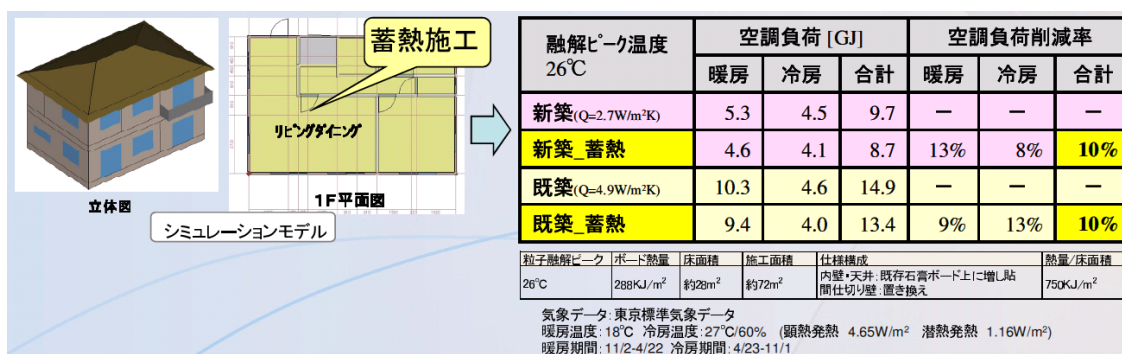 蓄熱施工
リビングダイニング
立体図
1F平面図
シミュレーションモデル
融解ピーク温度 26℃ 空調負荷 [GJ] 空調負荷削減率
暖房 冷房 合計 暖房 冷房 合計
新築(Q=2.7W/m²K) 5.3 4.5 9.7 － － －
新築_蓄熱 4.6 4.1 8.7 13% 8% 10%
既築(Q=4.9W/m²K) 10.3 4.6 14.9 － － －
既築_蓄熱 9.4 4.0 13.4 9% 13% 10%
粒子融解ピーク ボード熱量 床面積 施工面積 仕様構成 熱量/床面積
26℃ 288KJ/m² 約28m² 約72m² 内壁・天井:既存石膏ボード上に増し貼 750KJ/m²
間仕切り壁:置き換え
気象データ:東京標準気象データ
暖房温度:18℃ 冷房温度:27℃/60% (顕熱発熱 4.65W/m² 潜熱発熱 1.16W/m²)
暖房期間:11/2-4/22 冷房期間:4/23-11/1